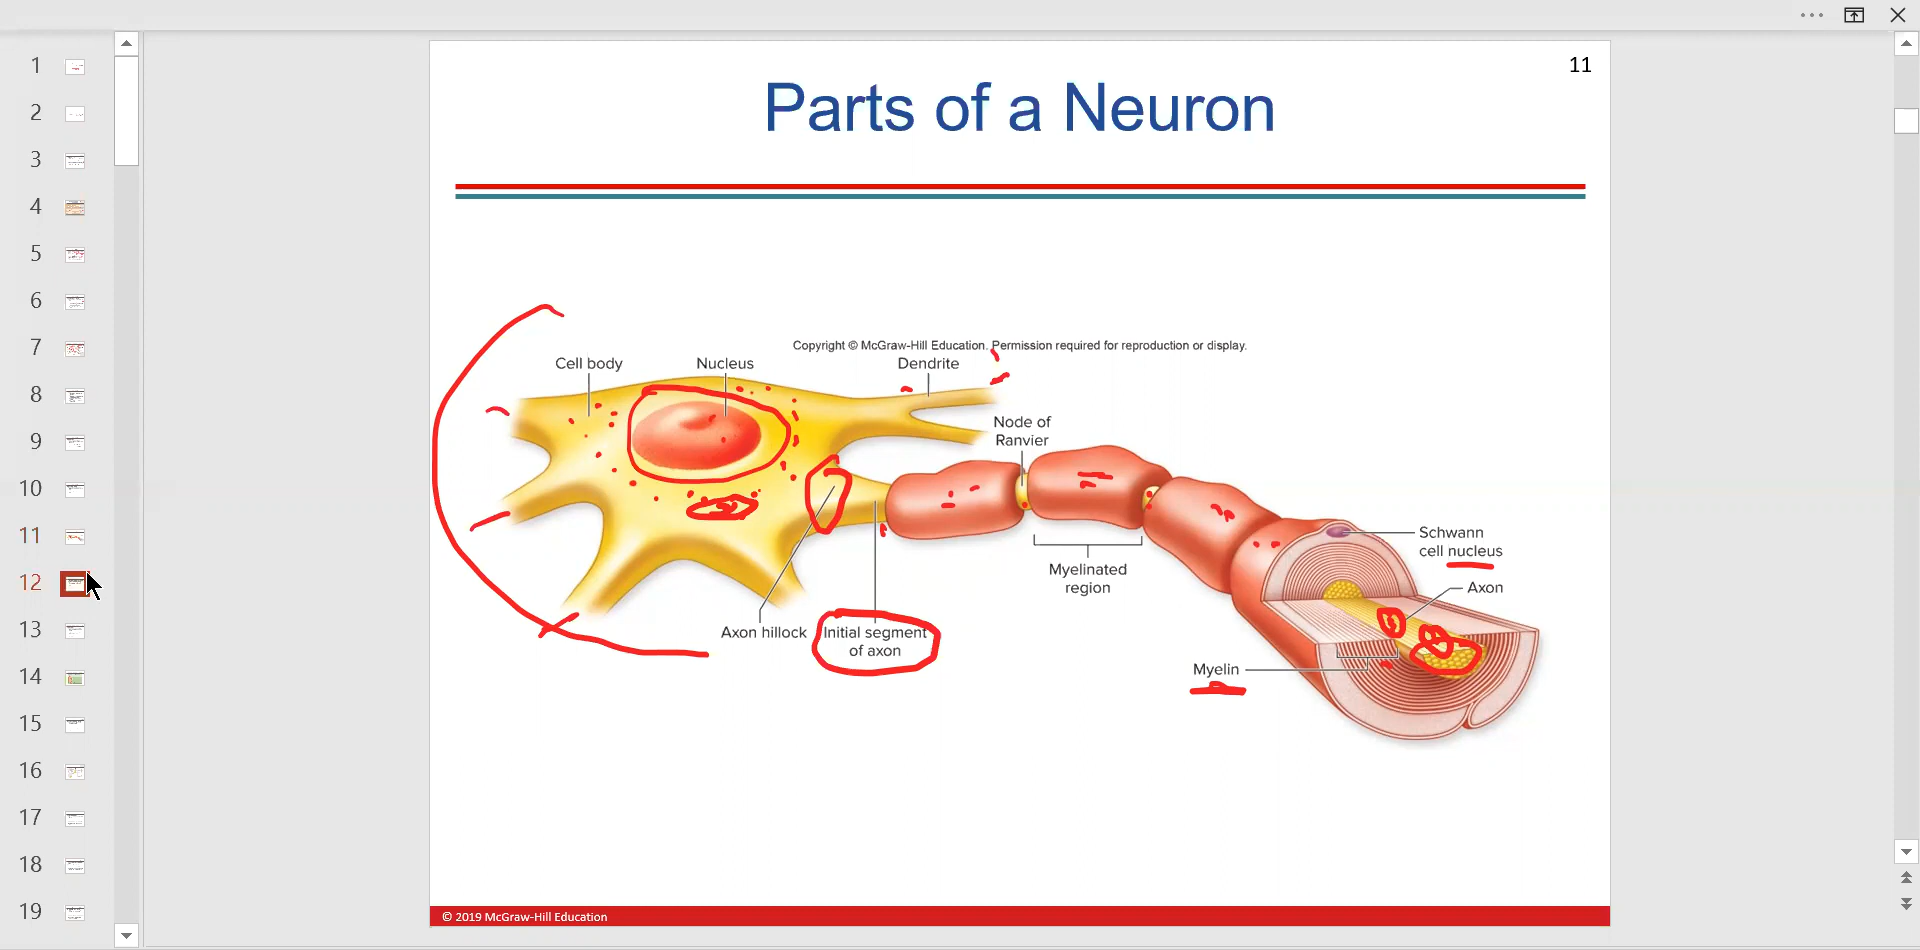 1
2
3
4
5
6
7
8
9
10
11
12
13
14
15
16
17
18
19
11
Parts of a Neuron
Copyright © McGraw-Hill Education. Permission required for reproduction or display.
Cell body
Nucleus
Dendrite
Node of
Ranvier
Schwann
cell nucleus
Myelinated
region
Axon
Axon hillock
Initial segment
of axon
Myelin
© 2019 McGraw-Hill Education